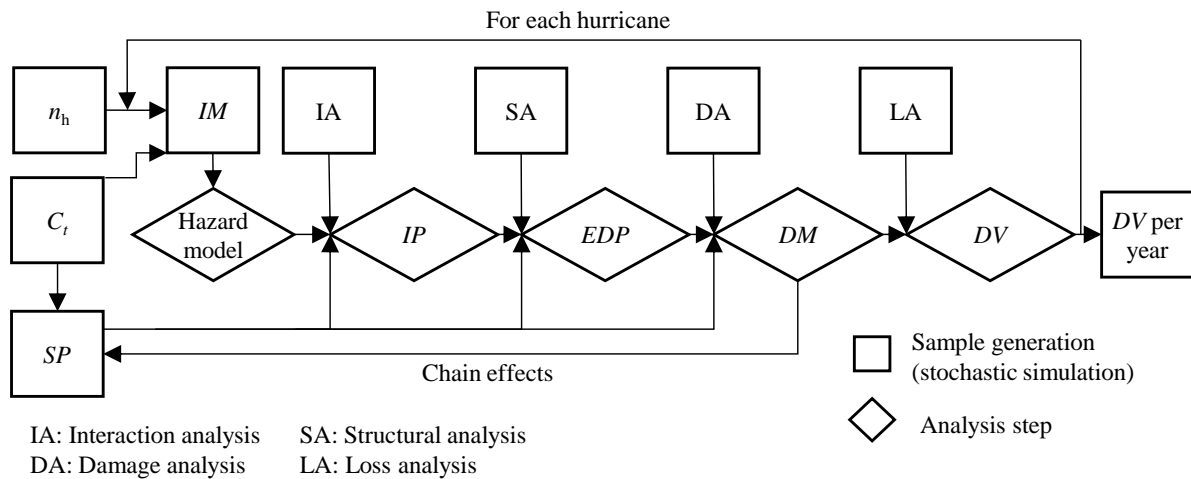 For each hurricane
n_h
IM
IA
SA
DA
LA
C_t
Hazard
model
IP
EDP
DM
DV
DV per
year
SP
Chain effects
Sample generation
(stochastic simulation)
Analysis step
IA: Interaction analysis
SA: Structural analysis
DA: Damage analysis
LA: Loss analysis